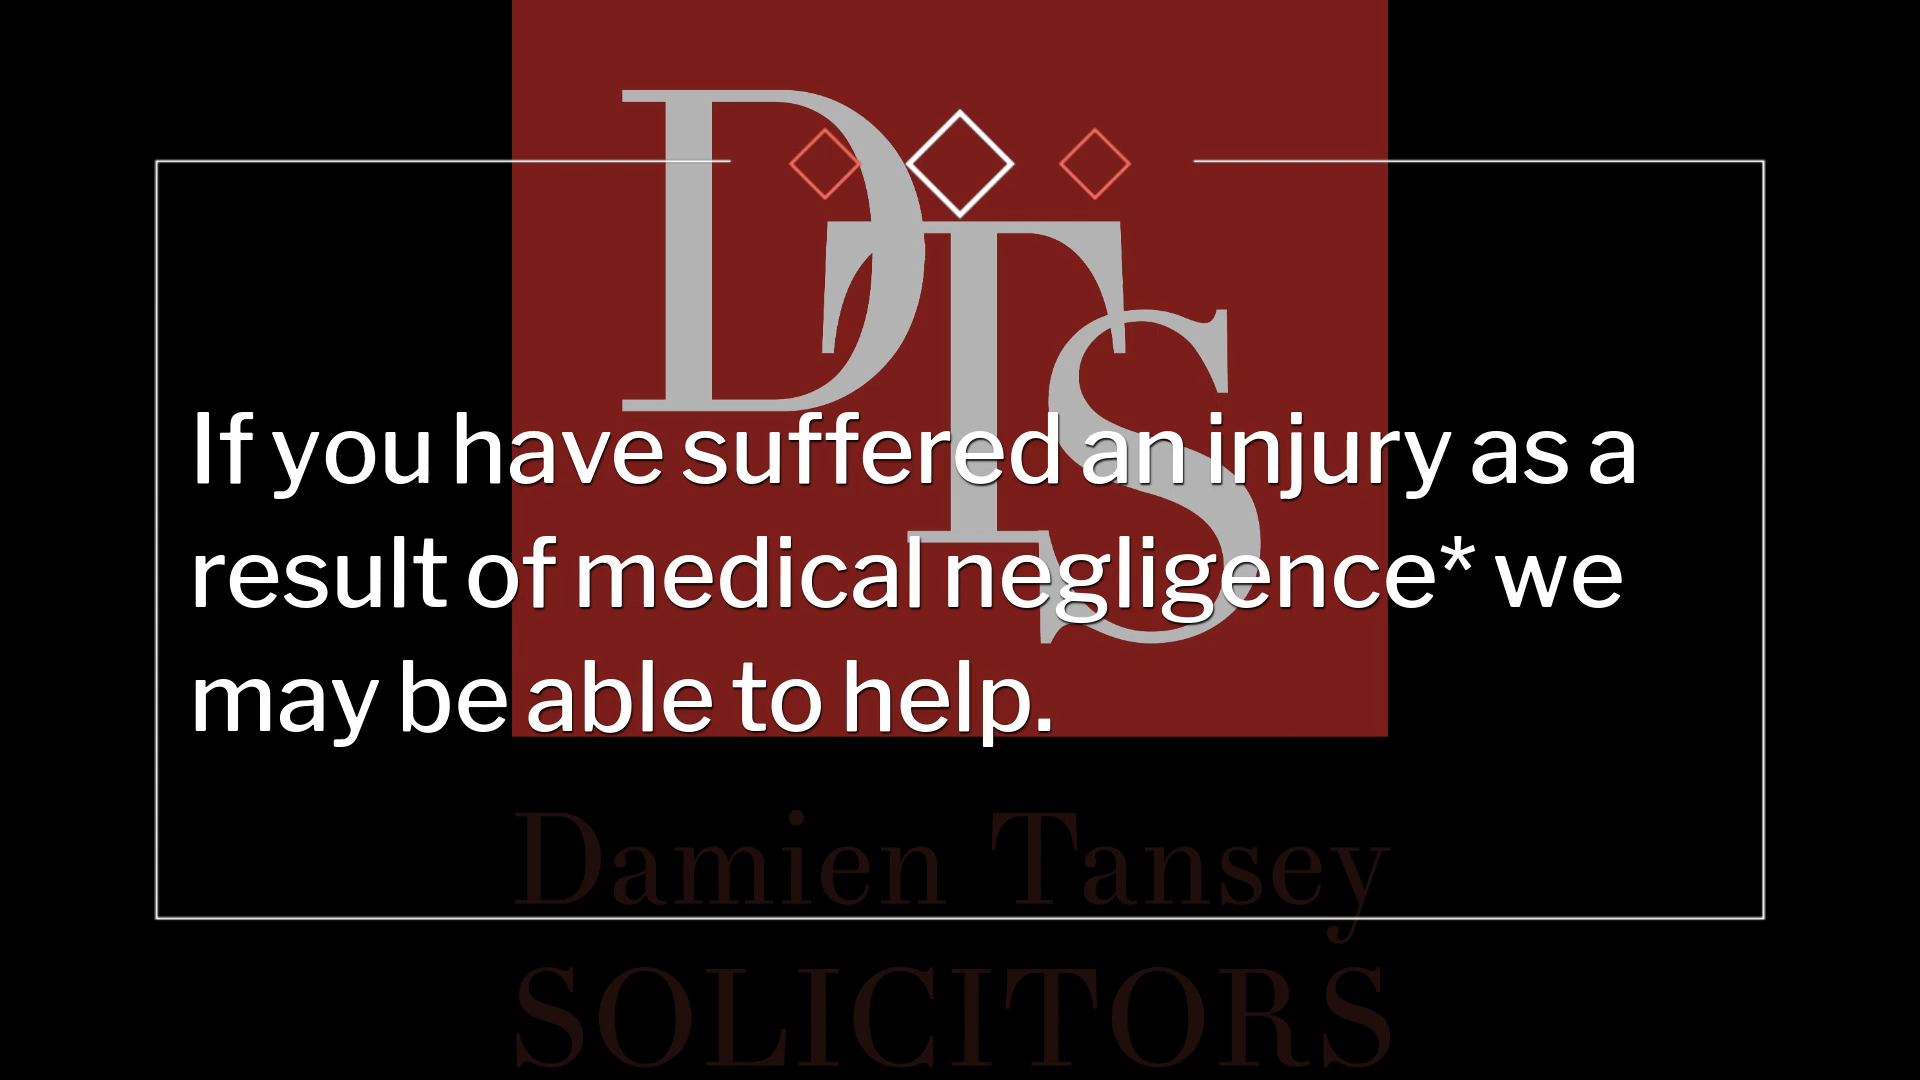 DTS
If you have suffered an injury as a
result of medical negligence* we
may be able to help.
Damien Tansey
SOLICITORS